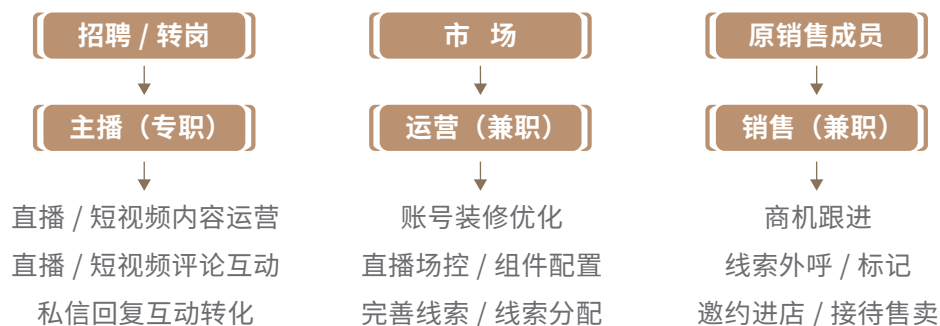 招聘 / 转岗
市 场
原销售成员
主播（专职）
运营（兼职）
销售（兼职）
直播 / 短视频内容运营
账号装修优化
商机跟进
直播 / 短视频评论互动
直播场控 / 组件配置
线索外呼 / 标记
私信回复互动转化
完善线索 / 线索分配
邀约进店 / 接待售卖